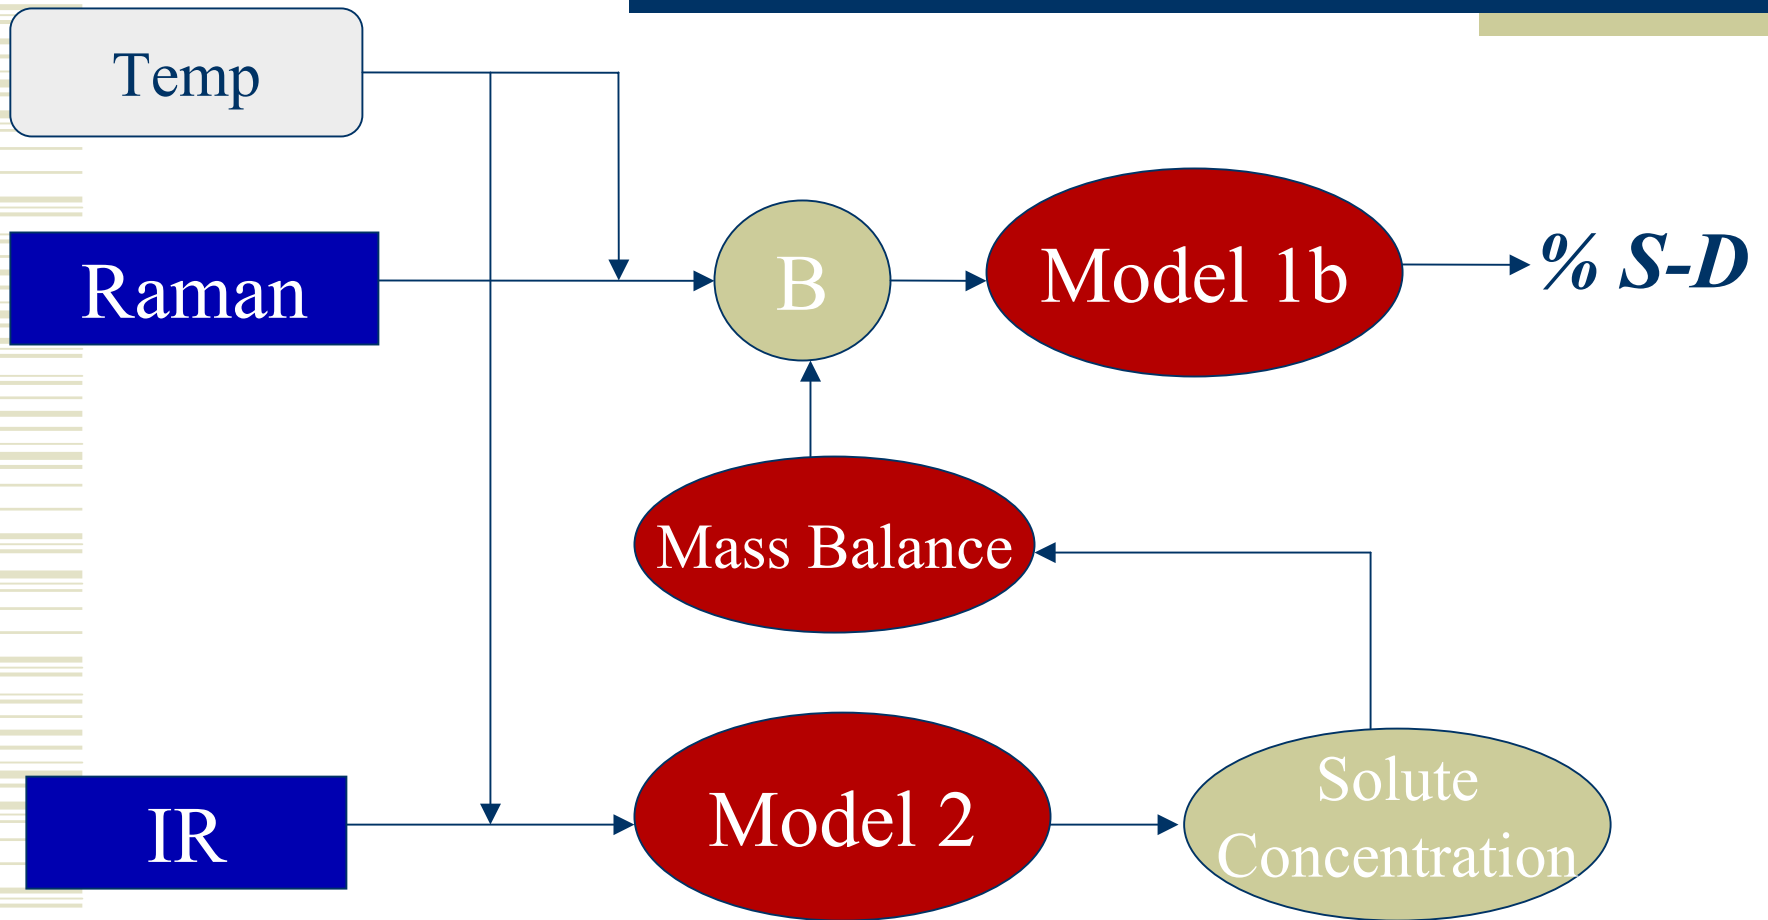 Temp
Raman
B
Model 1b
% S-D
Mass Balance
IR
Model 2
Solute
Concentration